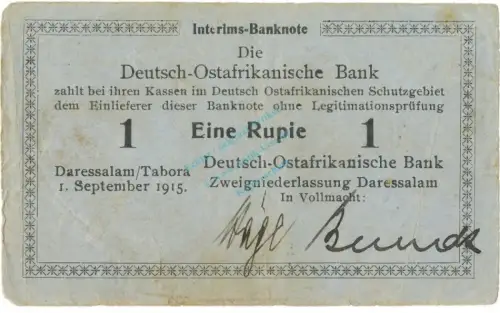 Interims-Banknote
Die
Deutsch-Ostafrikanische Bank
zahlt bei ihren Kassen im Deutsch Ostafrikanischen Schutzgebiet
dem Einlieferer dieser Banknote ohne Legitimationsprüfung
1 Eine Rupie 1
Daressalam/Tabora
1. September 1915.
Deutsch-Ostafrikanische Bank
Zweigniederlassung Daressalam
In Vollmacht: